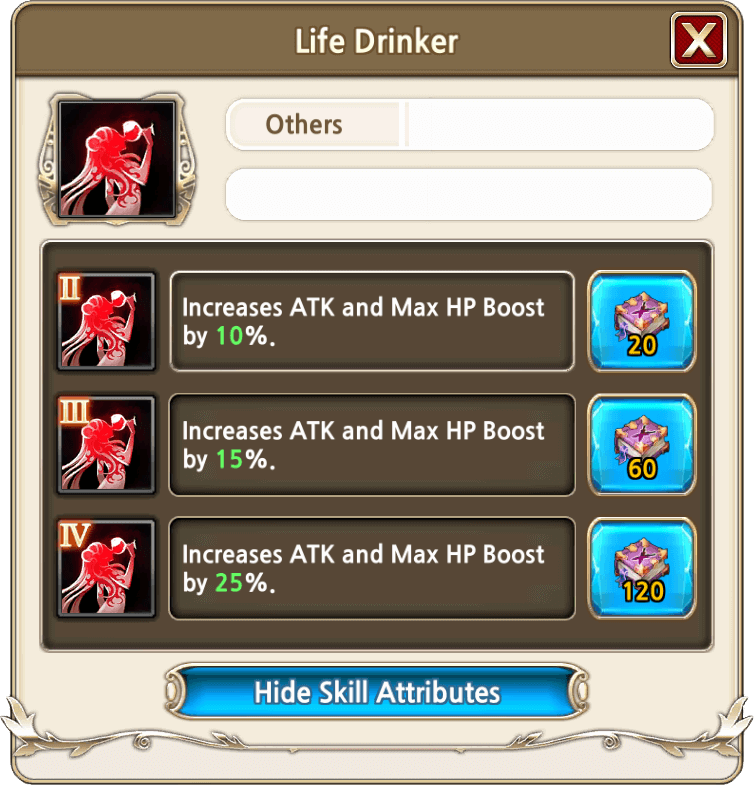 Life Drinker
X
Others
II
Increases ATK and Max HP Boost
by 10%.
20
III
Increases ATK and Max HP Boost
by 15%.
60
IV
Increases ATK and Max HP Boost
by 25%.
120
Hide Skill Attributes